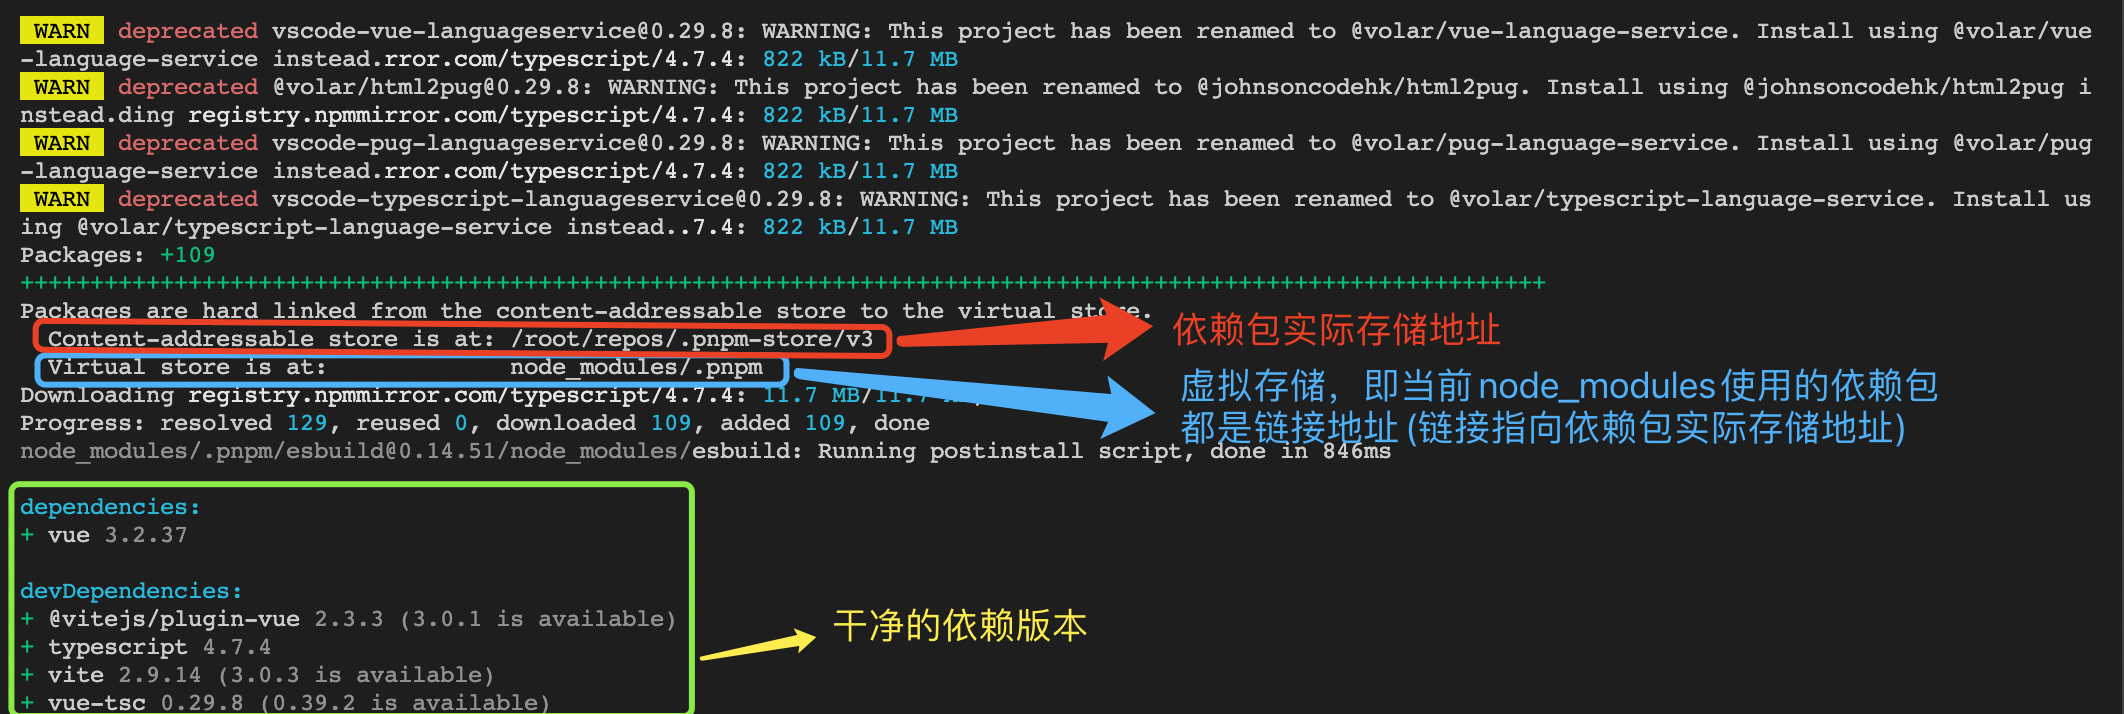 WARN deprecated vscode-vue-languageservice@0.29.8: WARNING: This project has been renamed to @volar/vue-language-service. Install using @volar/vue
-language-service instead.rror.com/typescript/4.7.4: 822 kB/11.7 MB
WARN deprecated @volar/html2pug@0.29.8: WARNING: This project has been renamed to @johnsoncodehk/html2pug. Install using @johnsoncodehk/html2pug i
nstead.ding registry.npmmirror.com/typescript/4.7.4: 822 kB/11.7 MB
WARN deprecated vscode-pug-languageservice@0.29.8: WARNING: This project has been renamed to @volar/pug-language-service. Install using @volar/pug
-language-service instead.rror.com/typescript/4.7.4: 822 kB/11.7 MB
WARN deprecated vscode-typescript-languageservice@0.29.8: WARNING: This project has been renamed to @volar/typescript-language-service. Install us
ing @volar/typescript-language-service instead..7.4: 822 kB/11.7 MB
Packages: +109
+++++++++++++++++++++++++++++++++++++++++++++++++++++++++++++++++++++++++++++++++++++++++++++++++++++++++++++
Packages are hard linked from the content-addressable store to the virtual store.
Content-addressable store is at: /root/repos/.pnpm-store/v3
依赖包实际存储地址
Virtual store is at: node_modules/.pnpm
虚拟存储，即当前node_modules使用的依赖包
都是链接地址(链接指向依赖包实际存储地址)
Downloading registry.npmmirror.com/typescript/4.7.4: 11.7 MB/11.7
Progress: resolved 129, reused 0, downloaded 109, added 109, done
node_modules/.pnpm/esbuild@0.14.51/node_modules/esbuild: Running postinstall script, done in 846ms
dependencies:
+ vue 3.2.37
devDependencies:
+ @vitejs/plugin-vue 2.3.3 (3.0.1 is available)
干净的依赖版本
+ typescript 4.7.4
+ vite 2.9.14 (3.0.3 is available)
+ vue-tsc 0.29.8 (0.39.2 is available)